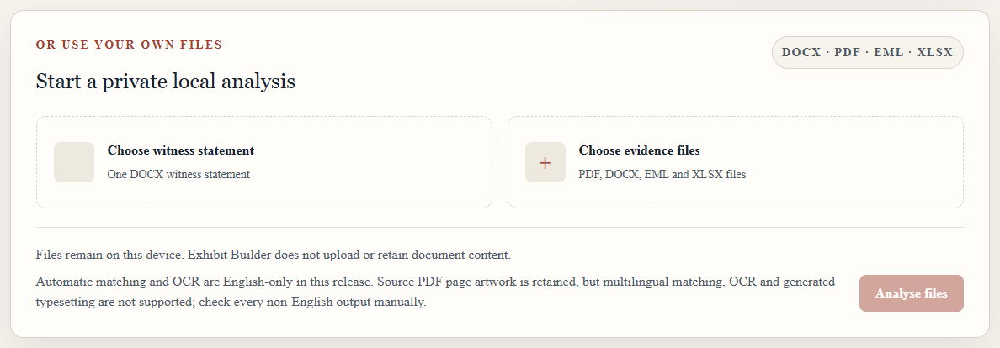 OR USE YOUR OWN FILES
DOCX · PDF · EML · XLSX
Start a private local analysis
Choose witness statement
One DOCX witness statement
+
Choose evidence files
PDF, DOCX, EML and XLSX files
Files remain on this device. Exhibit Builder does not upload or retain document content.
Automatic matching and OCR are English-only in this release. Source PDF page artwork is retained, but multilingual matching, OCR and generated
typesetting are not supported; check every non-English output manually.
Analyse files